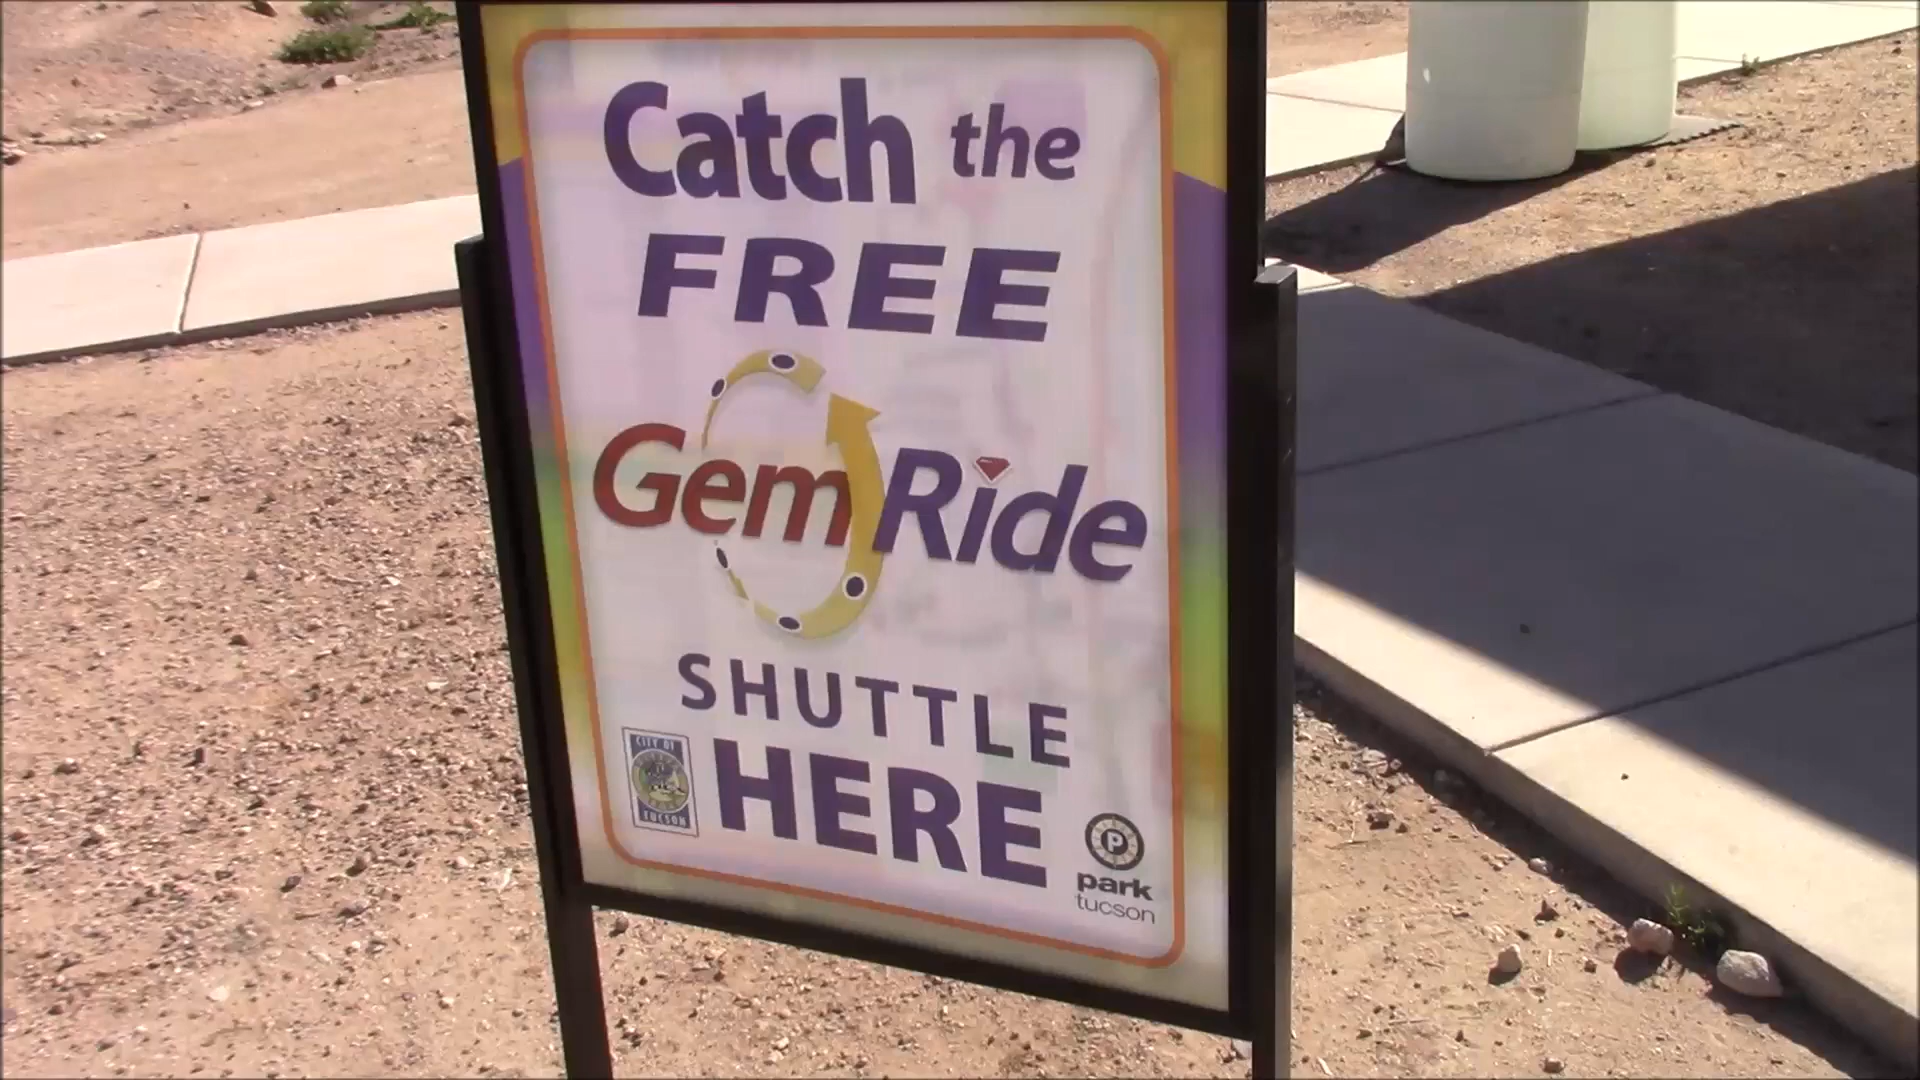 Catch the
FREE
Gem Ride
SHUTTLE
HERE
CITY OF
TUCSON
P
park
tucson